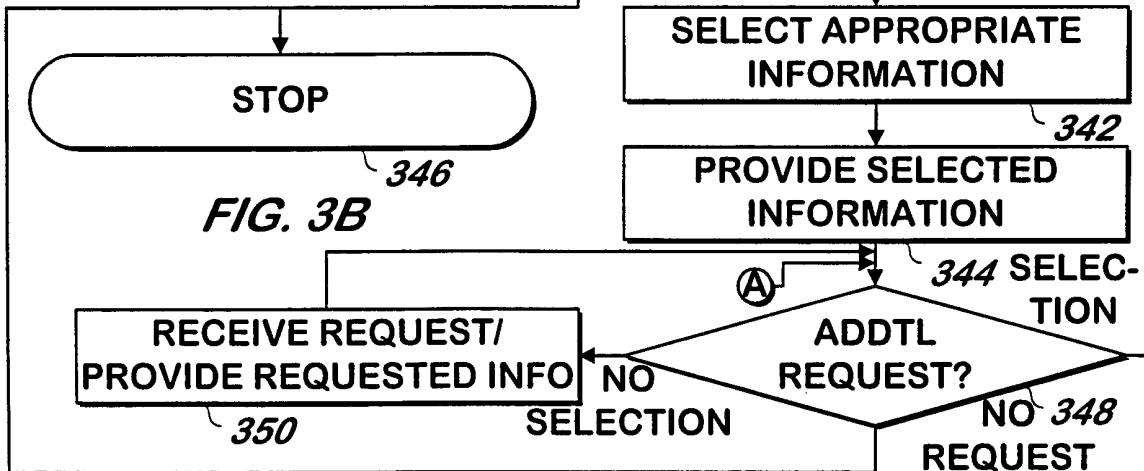 SELECT APPROPRIATE
INFORMATION
342
STOP
346
FIG. 3B
PROVIDE SELECTED
INFORMATION
344
SELEC-
TION
A
ADDTL
REQUEST?
348
RECEIVE REQUEST/
PROVIDE REQUESTED INFO
350
NO
SELECTION
NO
REQUEST